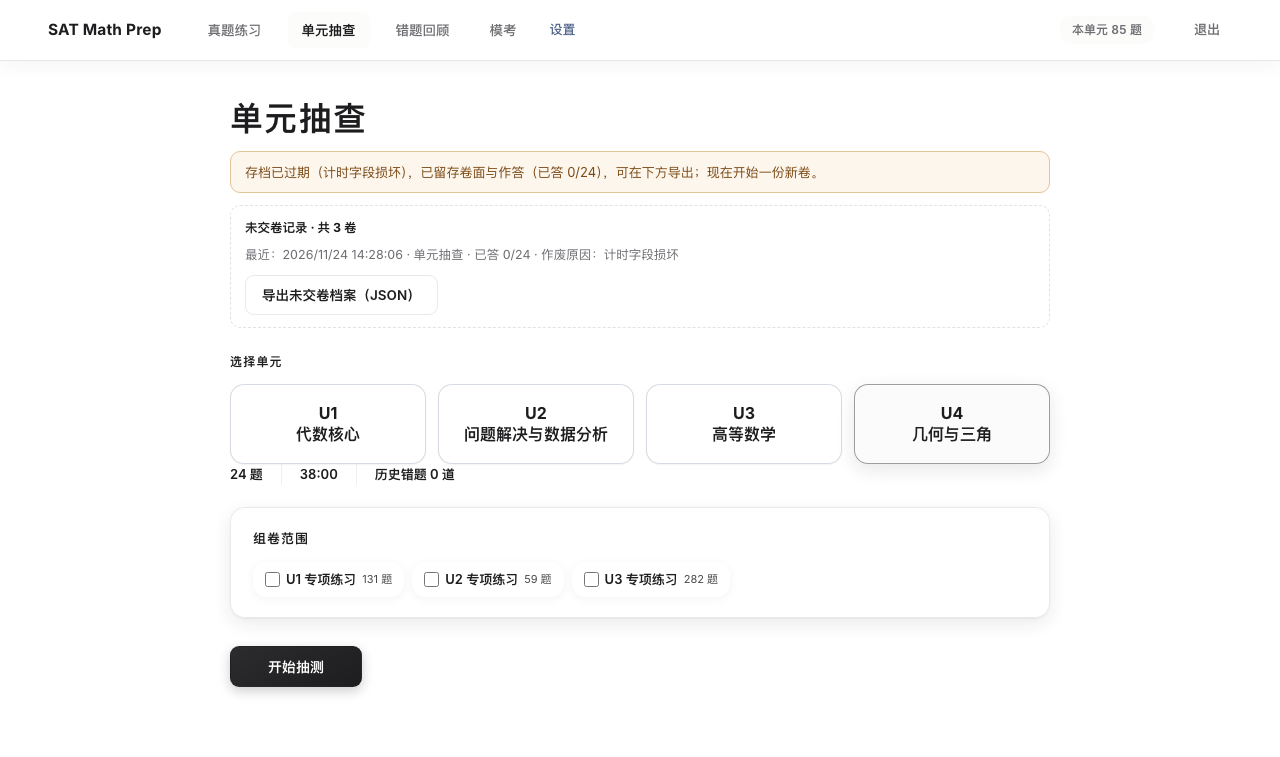 SAT Math Prep 真题练习 单元抽查 错题回顾 模考 设置 本单元 85 题 退出
单元抽查
存档已过期（计时字段损坏），已留存卷面与作答（已答 0/24），可在下方导出；现在开始一份新卷。
未交卷记录 · 共 3 卷
最近：2026/11/24 14:28:06 · 单元抽查 · 已答 0/24 · 作废原因：计时字段损坏
导出未交卷档案（JSON）
选择单元
U1
代数核心
U2
问题解决与数据分析
U3
高等数学
U4
几何与三角
24 题 38:00 历史错题 0 道
组卷范围
U1 专项练习 131 题 U2 专项练习 59 题 U3 专项练习 282 题
开始抽测